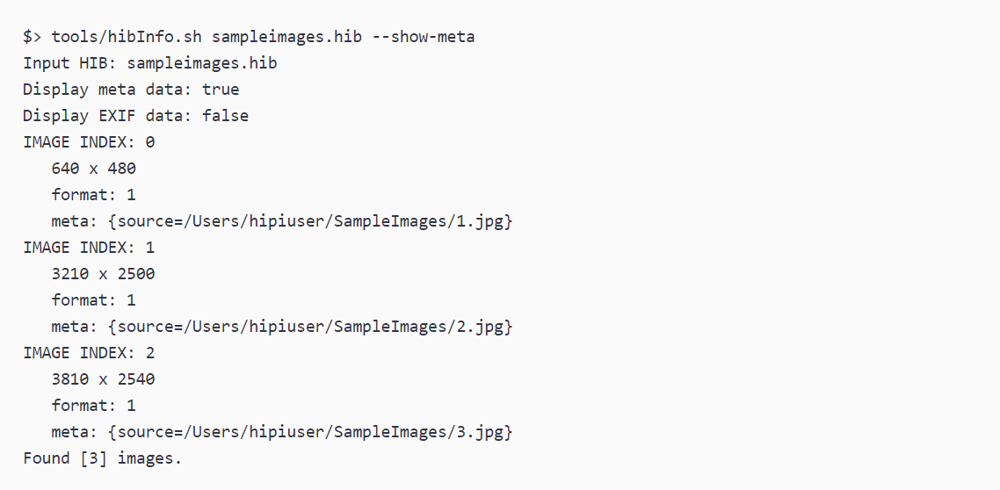 $> tools/hibInfo.sh sampleimages.hib --show-meta
Input HIB: sampleimages.hib
Display meta data: true
Display EXIF data: false
IMAGE INDEX: 0
   640 x 480
   format: 1
   meta: {source=/Users/hipiuser/SampleImages/1.jpg}
IMAGE INDEX: 1
   3210 x 2500
   format: 1
   meta: {source=/Users/hipiuser/SampleImages/2.jpg}
IMAGE INDEX: 2
   3810 x 2540
   format: 1
   meta: {source=/Users/hipiuser/SampleImages/3.jpg}
Found [3] images.